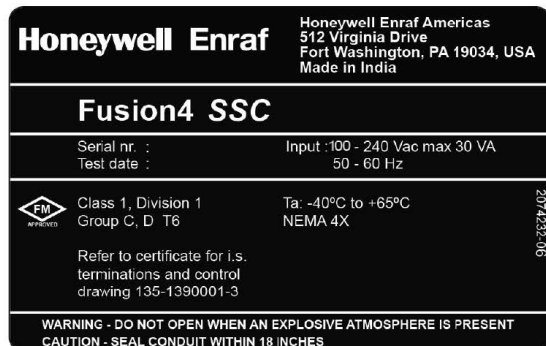 Honeywell Enraf
Honeywell Enraf Americas
512 Virginia Drive
Fort Washington, PA 19034, USA
Made in India
Fusion4 SSC
Serial nr. :
Test date :
Input :100 - 240 Vac max 30 VA
50 - 60 Hz
FM
APPROVED
Class 1, Division 1
Group C, D T6
Ta: -40ºC to +65ºC
NEMA 4X
Refer to certificate for i.s.
terminations and control
drawing 135-1390001-3
2074232-06
WARNING - DO NOT OPEN WHEN AN EXPLOSIVE ATMOSPHERE IS PRESENT
CAUTION - SEAL CONDUIT WITHIN 18 INCHES